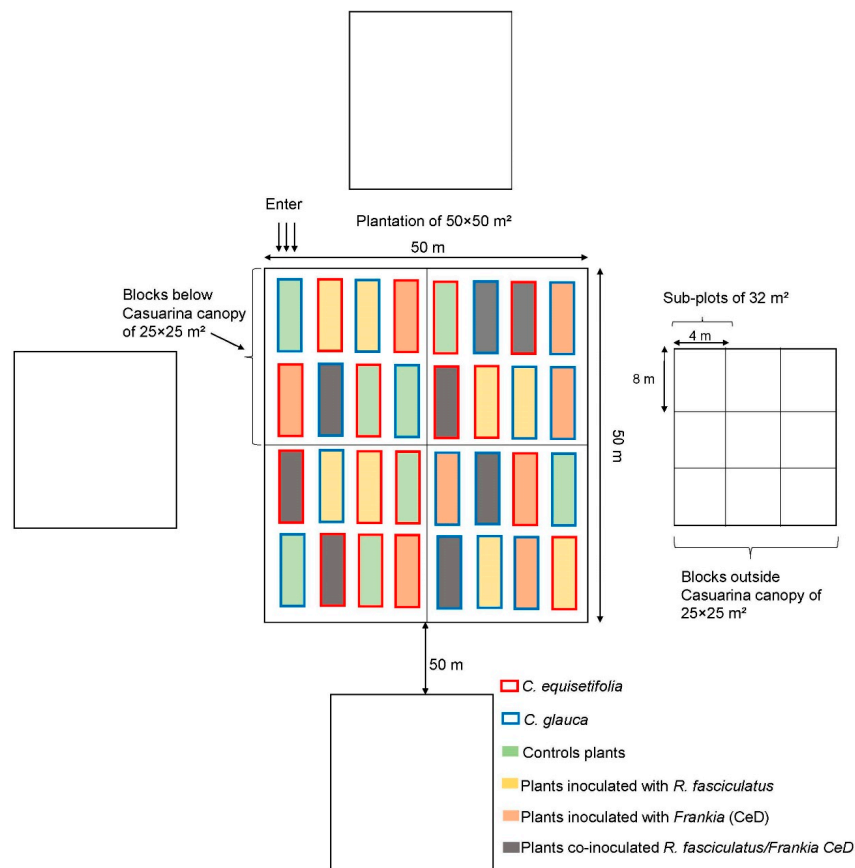 Enter
Plantation of 50×50 m²
50 m
Blocks below
Casuarina canopy
of 25×25 m²
50 m
Sub-plots of 32 m²
4 m
8 m
Blocks outside
Casuarina canopy of
25×25 m²
50 m
C. equisetifolia
C. glauca
Controls plants
Plants inoculated with R. fasciculatus
Plants inoculated with Frankia (CeD)
Plants co-inoculated R. fasciculatus/Frankia CeD